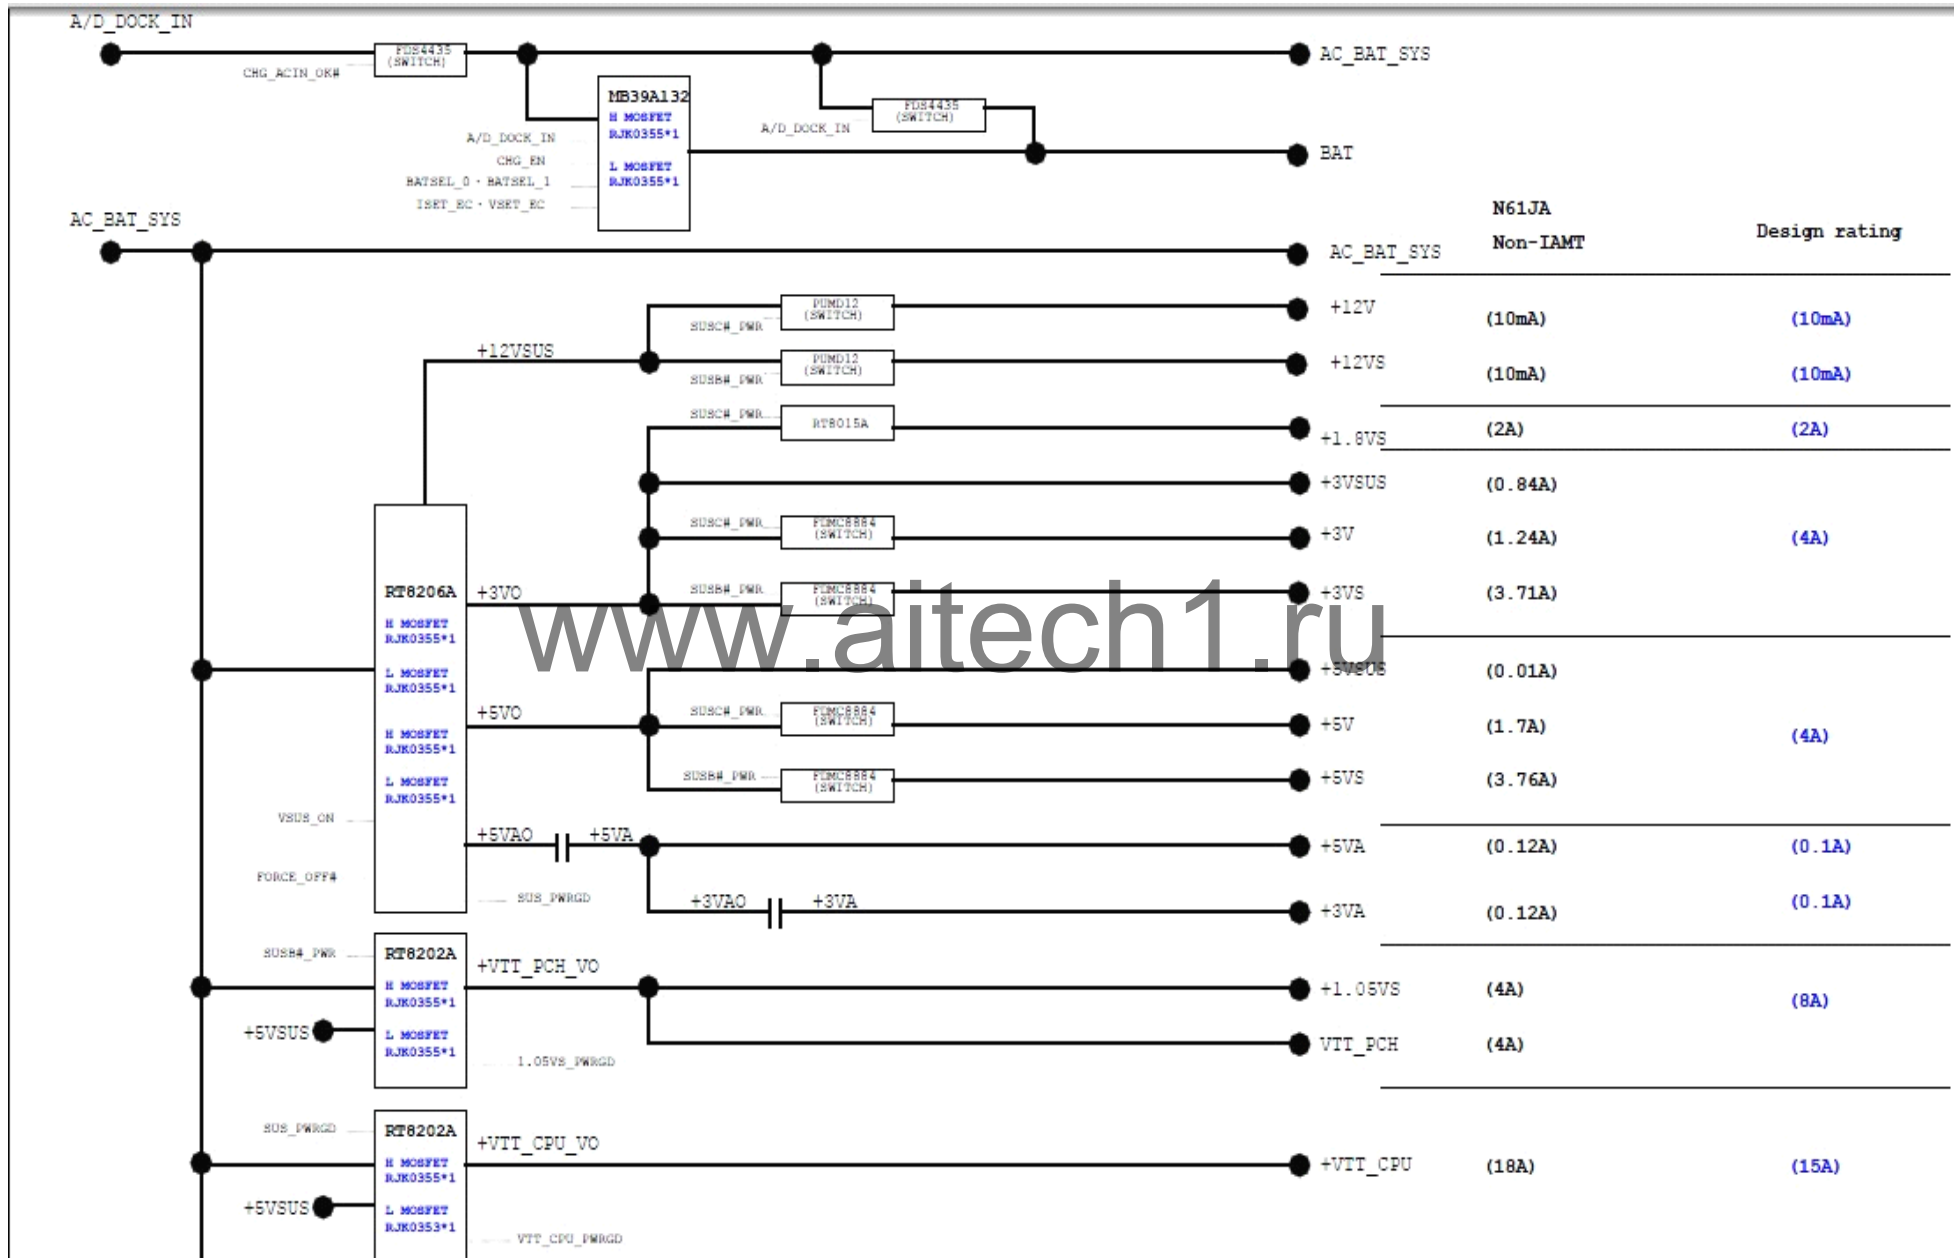 A/D_DOCK_IN
FDS4435
(SWITCH)
CHG_ACIN_OK#
AC_BAT_SYS
MB39A132
H MOSFET
RJK0355*1
L MOSFET
RJK0355*1
A/D_DOCK_IN
CHG_EN
BATSEL_0 · BATSEL_1
ISET_EC · VSET_EC
FDS4435
(SWITCH)
A/D_DOCK_IN
BAT
N61JA
Non-IAMT
Design rating
AC_BAT_SYS
AC_BAT_SYS
+12VSUS
PUMD12
(SWITCH)
SUSC#_PWR
+12V
(10mA)
(10mA)
PUMD12
(SWITCH)
SUSB#_PWR
+12VS
(10mA)
(10mA)
SUSC#_PWR
RT8015A
+1.8VS
(2A)
(2A)
+3VSUS
(0.84A)
SUSC#_PWR
FDMC8884
(SWITCH)
+3V
(1.24A)
(4A)
RT8206A
H MOSFET
RJK0355*1
L MOSFET
RJK0355*1
H MOSFET
RJK0355*1
L MOSFET
RJK0355*1
+3VO
SUSB#_PWR
FDMC8884
(SWITCH)
+3VS
(3.71A)
www.aitech1.ru
+5VSUS
(0.01A)
+5VO
SUSC#_PWR
FDMC8884
(SWITCH)
+5V
(1.7A)
(4A)
SUSB#_PWR
FDMC8884
(SWITCH)
+5VS
(3.76A)
VSUS_ON
FORCE_OFF#
+5VAO
+5VA
+5VA
(0.12A)
(0.1A)
SUS_PWRGD
+3VAO
+3VA
+3VA
(0.12A)
(0.1A)
SUSB#_PWR
RT8202A
H MOSFET
RJK0355*1
L MOSFET
RJK0355*1
+5VSUS
+VTT_PCH_VO
+1.05VS
(4A)
(8A)
VTT_PCH
(4A)
1.05VS_PWRGD
SUS_PWRGD
RT8202A
H MOSFET
RJK0355*1
L MOSFET
RJK0353*1
+5VSUS
+VTT_CPU_VO
+VTT_CPU
(18A)
(15A)
VTT_CPU_PWRGD